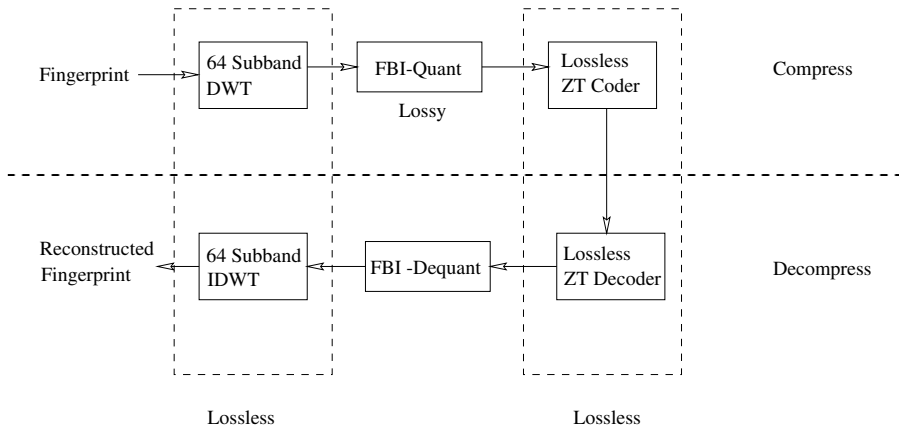 Fingerprint
64 Subband
DWT
FBI-Quant
Lossy
Lossless
ZT Coder
Compress
Reconstructed
Fingerprint
64 Subband
IDWT
FBI -Dequant
Lossless
ZT Decoder
Decompress
Lossless
Lossless